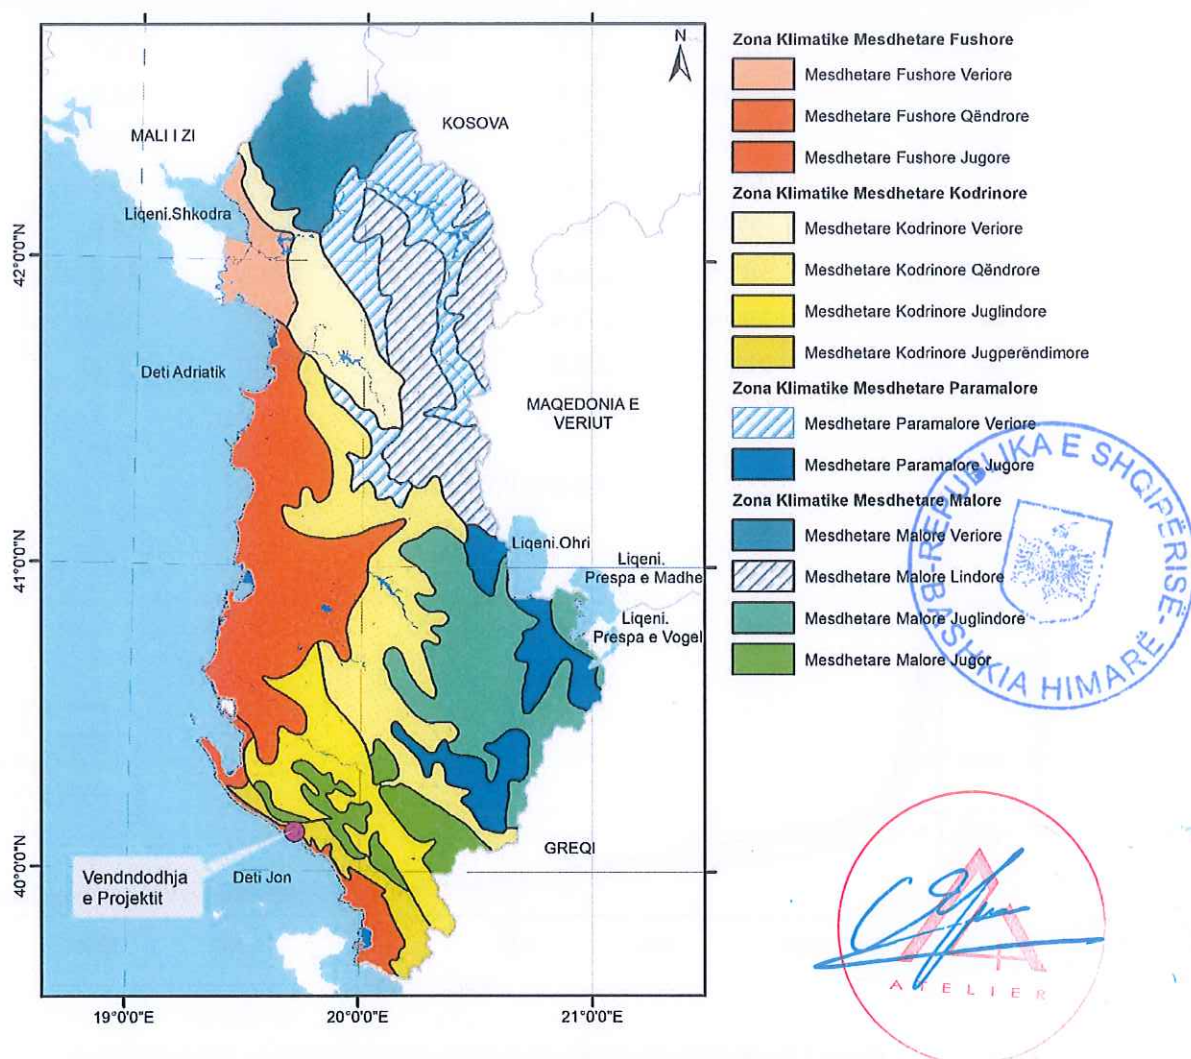 N
MALI I ZI
KOSOVA
Liqeni.Shkodra
Deti Adriatik
MAQEDONIA E
VERIUT
Liqeni.Ohri
Liqeni.
Prespa e Madhe
Liqeni.
Prespa e Vogel
GREQI
Deti Jon
Vendndodhja
e Projektit
42°0'0"N
41°0'0"N
40°0'0"N
19°0'0"E
20°0'0"E
21°0'0"E
Zona Klimatike Mesdhetare Fushore
Mesdhetare Fushore Veriore
Mesdhetare Fushore Qëndrore
Mesdhetare Fushore Jugore
Zona Klimatike Mesdhetare Kodrinore
Mesdhetare Kodrinore Veriore
Mesdhetare Kodrinore Qëndrore
Mesdhetare Kodrinore Juglindore
Mesdhetare Kodrinore Jugperëndimore
Zona Klimatike Mesdhetare Paramalore
Mesdhetare Paramalore Veriore
Mesdhetare Paramalore Jugore
Zona Klimatike Mesdhetare Malore
Mesdhetare Malore Veriore
Mesdhetare Malore Lindore
Mesdhetare Malore Juglindore
Mesdhetare Malore Jugor
-REPUBLIKA E SHQIPËRISË-
BASHKIA HIMARË
ATELIER